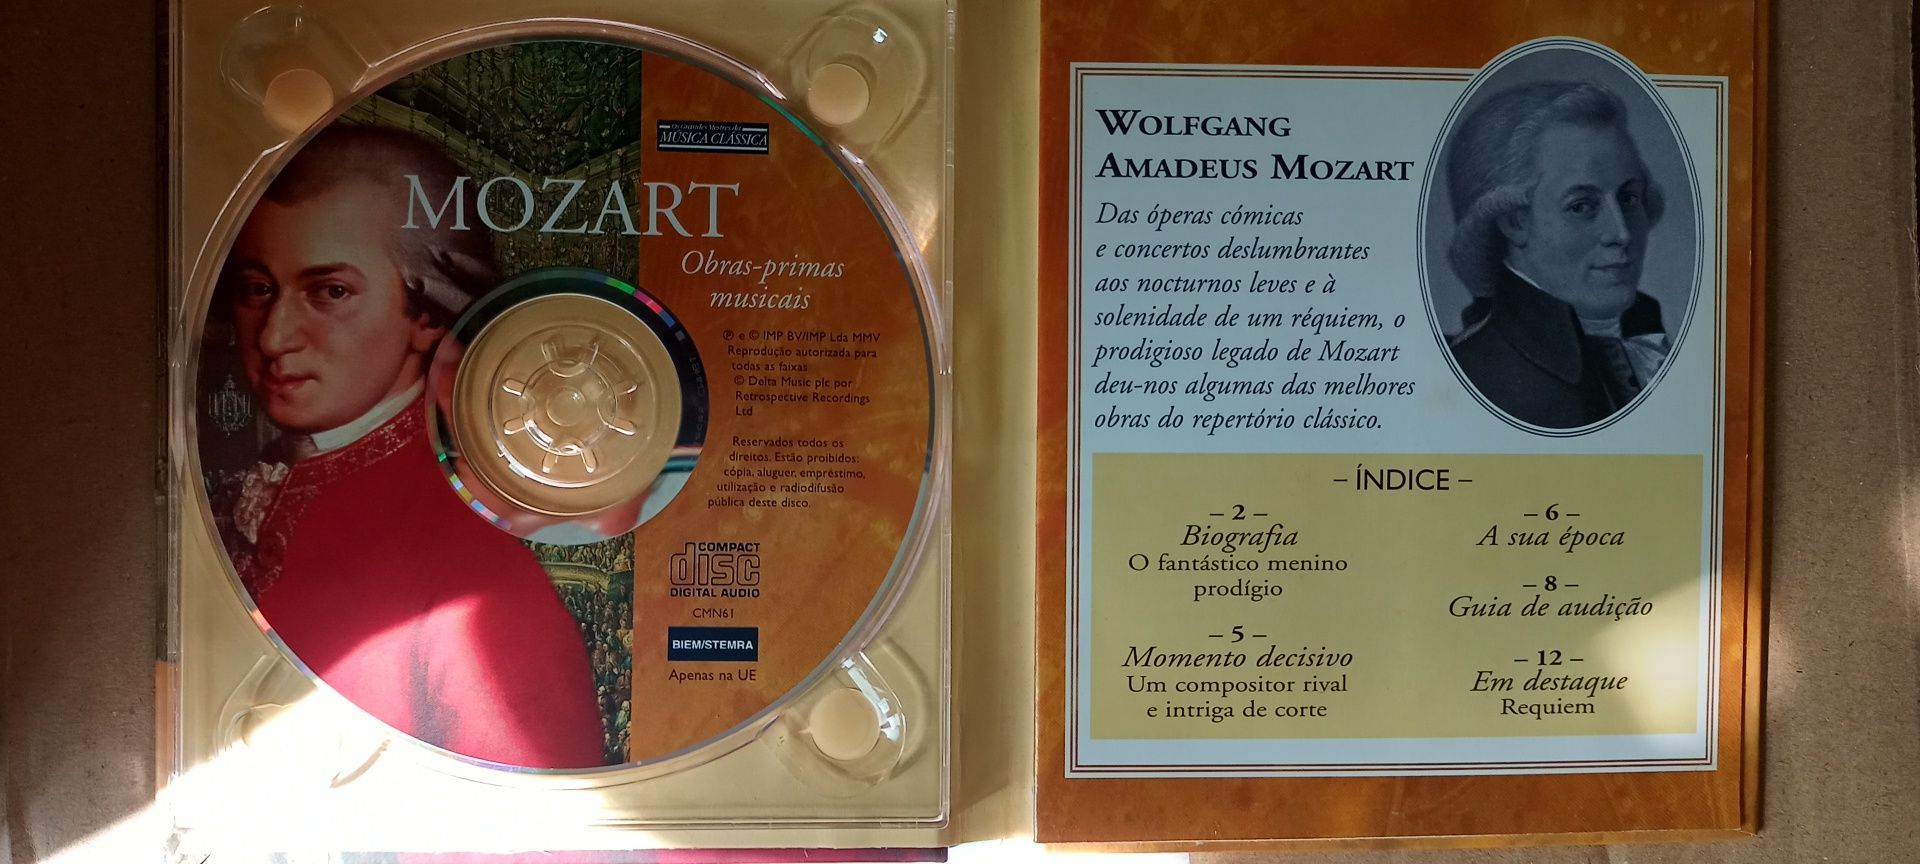 Os Grandes Mestres da
MÚSICA CLÁSSICA
MOZART
Obras-primas
musicais
℗ e © IMP BV/IMP Lda MMV
Reprodução autorizada para
todas as faixas
© Delta Music plc por
Retrospective Recordings
Ltd
Reservados todos os
direitos. Estão proibidos:
cópia, aluguer, empréstimo,
utilização e radiodifusão
pública deste disco.
COMPACT
disc
DIGITAL AUDIO
CMN61
BIEM/STEMRA
Apenas na UE
WOLFGANG
AMADEUS MOZART
Das óperas cómicas
e concertos deslumbrantes
aos nocturnos leves e à
solenidade de um réquiem, o
prodigioso legado de Mozart
deu-nos algumas das melhores
obras do repertório clássico.
– ÍNDICE –
– 2 –
Biografia
O fantástico menino
prodígio
– 5 –
Momento decisivo
Um compositor rival
e intriga de corte
– 6 –
A sua época
– 8 –
Guia de audição
– 12 –
Em destaque
Requiem